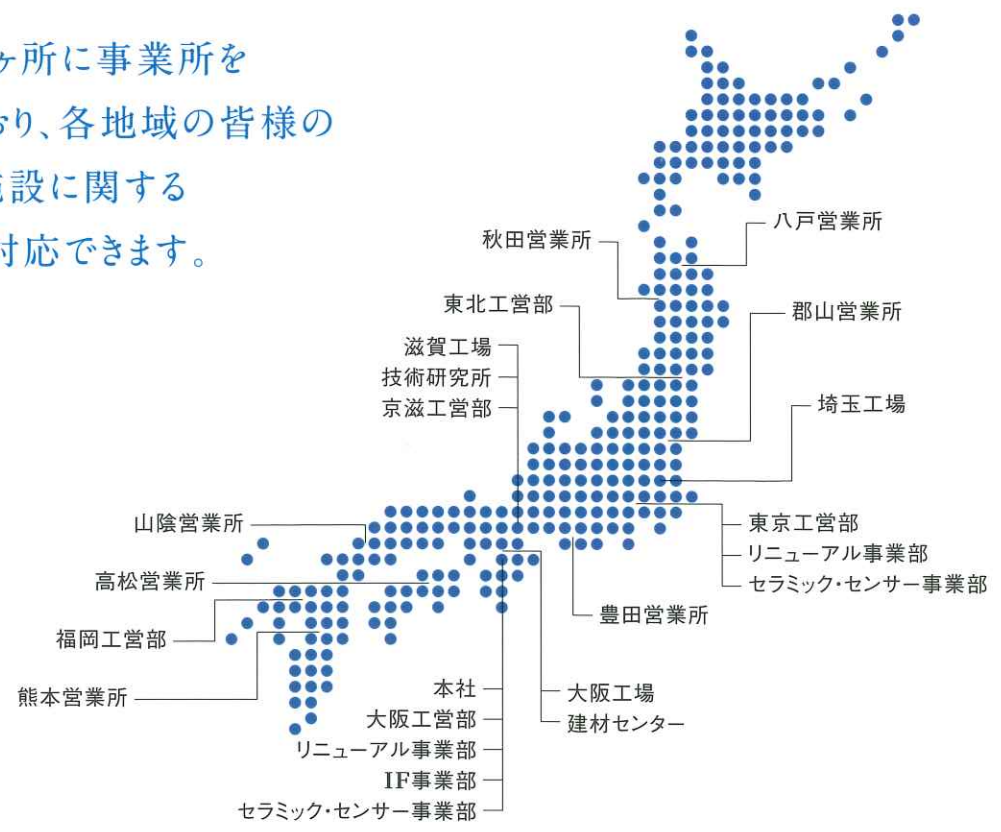 ヶ所に事業所を
おり、各地域の皆様の
施設に関する
対応できます。
八戸営業所
秋田営業所
東北工営部
郡山営業所
滋賀工場
技術研究所
京滋工営部
埼玉工場
山陰営業所
東京工営部
リニューアル事業部
セラミック・センサー事業部
高松営業所
豊田営業所
福岡工営部
熊本営業所
本社
大阪工営部
リニューアル事業部
IF事業部
セラミック・センサー事業部
大阪工場
建材センター